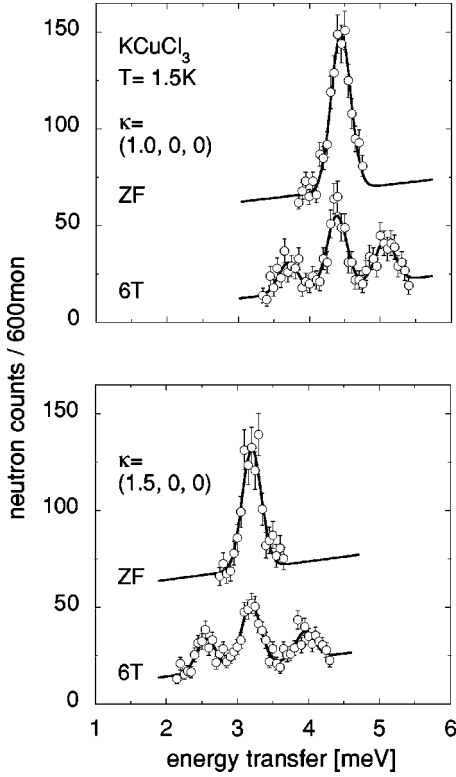 150
100
50
0
KCuCl3
T= 1.5K
κ=
(1.0, 0, 0)
ZF
6T
neutron counts / 600mon
150
100
50
0
κ=
(1.5, 0, 0)
ZF
6T
1 2 3 4 5 6
energy transfer [meV]